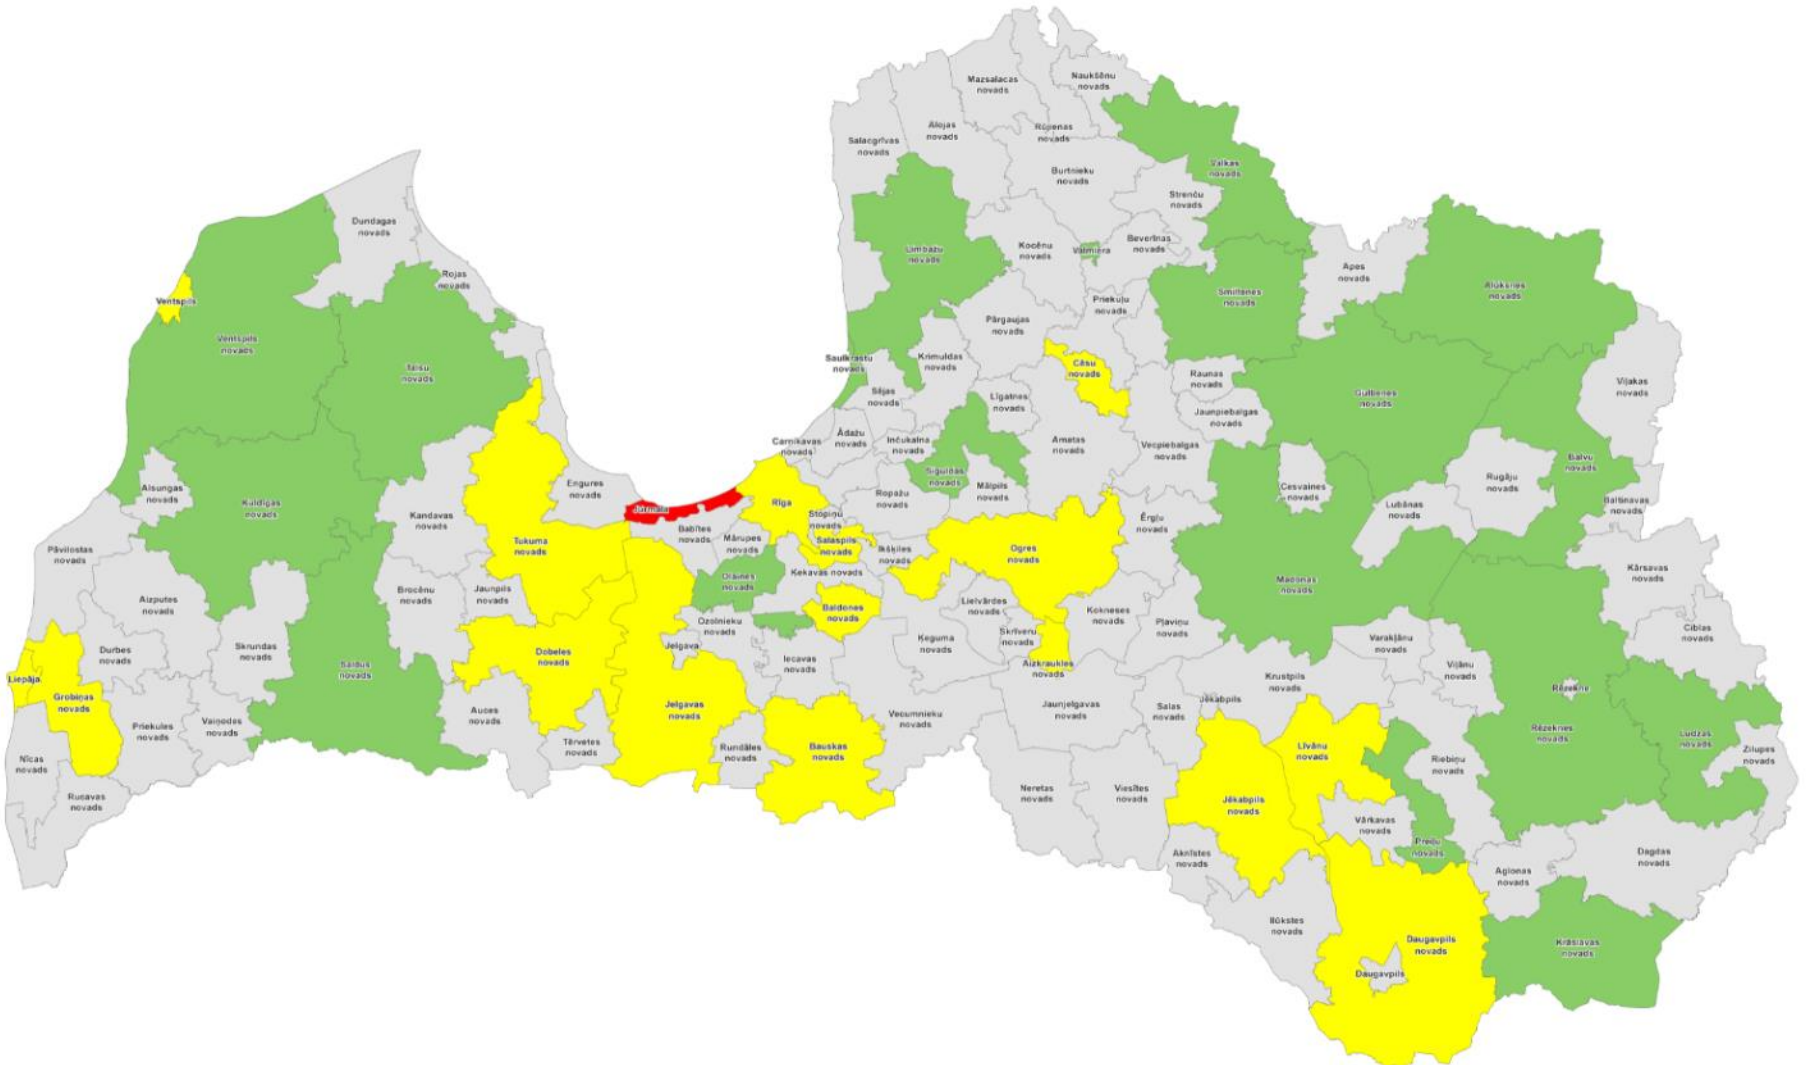 Mazsalacas
novads
Naukšēnu
novads
Alojas
novads
Rūjienas
novads
Salacgrīvas
novads
Burtnieku
novads
Valkas
novads
Strenču
novads
Dundagas
novads
Limbažu
novads
Kocēnu
novads
Valmiera
Beverīnas
novads
Rojas
novads
Apes
novads
Smiltenes
novads
Alūksnes
novads
Ventspils
Priekuļu
novads
Pārgaujas
novads
Ventspils
novads
Talsu
novads
Saulkrastu
novads
Krimuldas
novads
Cēsu
novads
Raunas
novads
Viļakas
novads
Sējas
novads
Līgatnes
novads
Gulbenes
novads
Jaunpiebalgas
novads
Carnikavas
novads
Ādažu
novads
Inčukalna
novads
Amatas
novads
Vecpiebalgas
novads
Balvu
novads
Siguldas
novads
Mālpils
novads
Alsungas
novads
Engures
novads
Cesvaines
novads
Rugāju
novads
Kuldīgas
novads
Rīga
Ropažu
novads
Lubānas
novads
Baltinavas
novads
Jūrmala
Kandavas
novads
Stopiņu
novads
Ērgļu
novads
Babītes
novads
Mārupes
novads
Salaspils
novads
Ikšķiles
novads
Ogres
novads
Tukuma
novads
Pāvilostas
novads
Ķekavas novads
Olaines
novads
Madonas
novads
Kārsavas
novads
Aizputes
novads
Brocēnu
novads
Jaunpils
novads
Baldones
novads
Lielvārdes
novads
Kokneses
novads
Ozolnieku
novads
Pļaviņu
novads
Ciblas
novads
Durbes
novads
Skrundas
novads
Jelgava
Ķeguma
novads
Skrīveru
novads
Varakļānu
novads
Saldus
novads
Dobeles
novads
Iecavas
novads
Aizkraukles
novads
Viļānu
novads
Liepāja
Krustpils
novads
Rēzekne
Grobiņas
novads
Jēkabpils
Auces
novads
Jelgavas
novads
Jaunjelgavas
novads
Salas
novads
Priekules
novads
Vaiņodes
novads
Vecumnieku
novads
Rēzeknes
novads
Ludzas
novads
Tērvetes
novads
Rundāles
novads
Bauskas
novads
Līvānu
novads
Zilupes
novads
Nīcas
novads
Riebiņu
novads
Rucavas
novads
Neretas
novads
Viesītes
novads
Jēkabpils
novads
Vārkavas
novads
Preiļu
novads
Aknīstes
novads
Dagdas
novads
Aglonas
novads
Ilūkstes
novads
Daugavpils
novads
Krāslavas
novads
Daugavpils